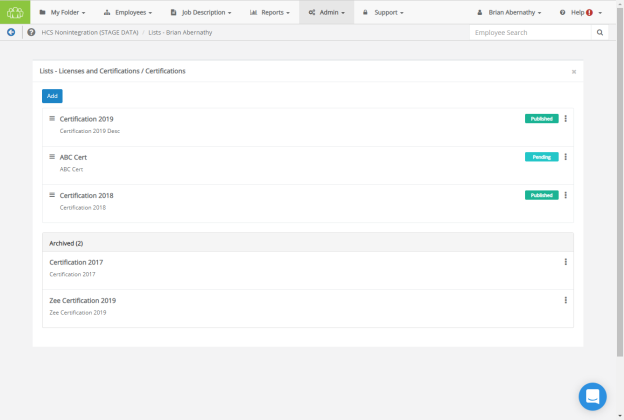 My Folder Employees Job Description Reports Admin Support Brian Abernathy Help
HCS Nonintegration (STAGE DATA) / Lists - Brian Abernathy Employee Search
Lists - Licenses and Certifications / Certifications ×
Add
Certification 2019 Published
Certification 2019 Desc
ABC Cert Pending
ABC Cert
Certification 2018 Published
Certification 2018
Archived (2)
Certification 2017
Certification 2017
Zee Certification 2019
Zee Certification 2019